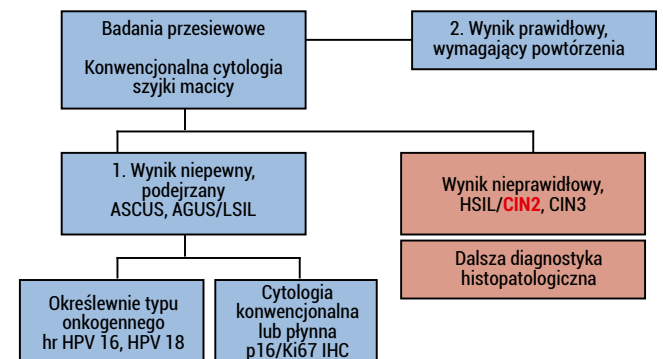 Badania przesiewowe
Konwencjonalna cytologia
szyjki macicy
2. Wynik prawidłowy,
wymagający powtórzenia
1. Wynik niepewny,
podejrzany
ASCUS, AGUS/LSIL
Wynik nieprawidłowy,
HSIL/CIN2, CIN3
Dalsza diagnostyka
histopatologiczna
Określewnie typu
onkogennego
hr HPV 16, HPV 18
Cytologia
konwencjonalna
lub płynna
p16/Ki67 IHC